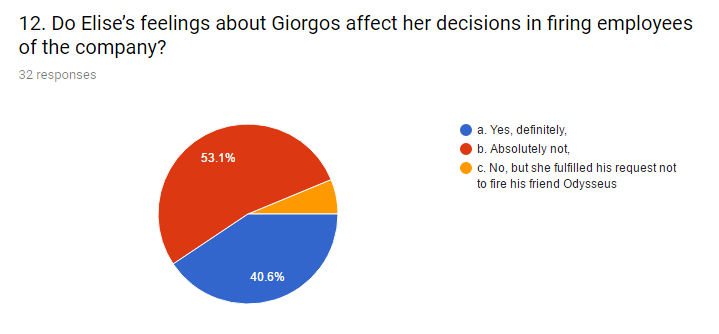 12. Do Elise’s feelings about Giorgos affect her decisions in firing employees
of the company?
32 responses
53.1%
40.6%
a. Yes, definitely,
b. Absolutely not,
c. No, but she fulfilled his request not
to fire his friend Odysseus